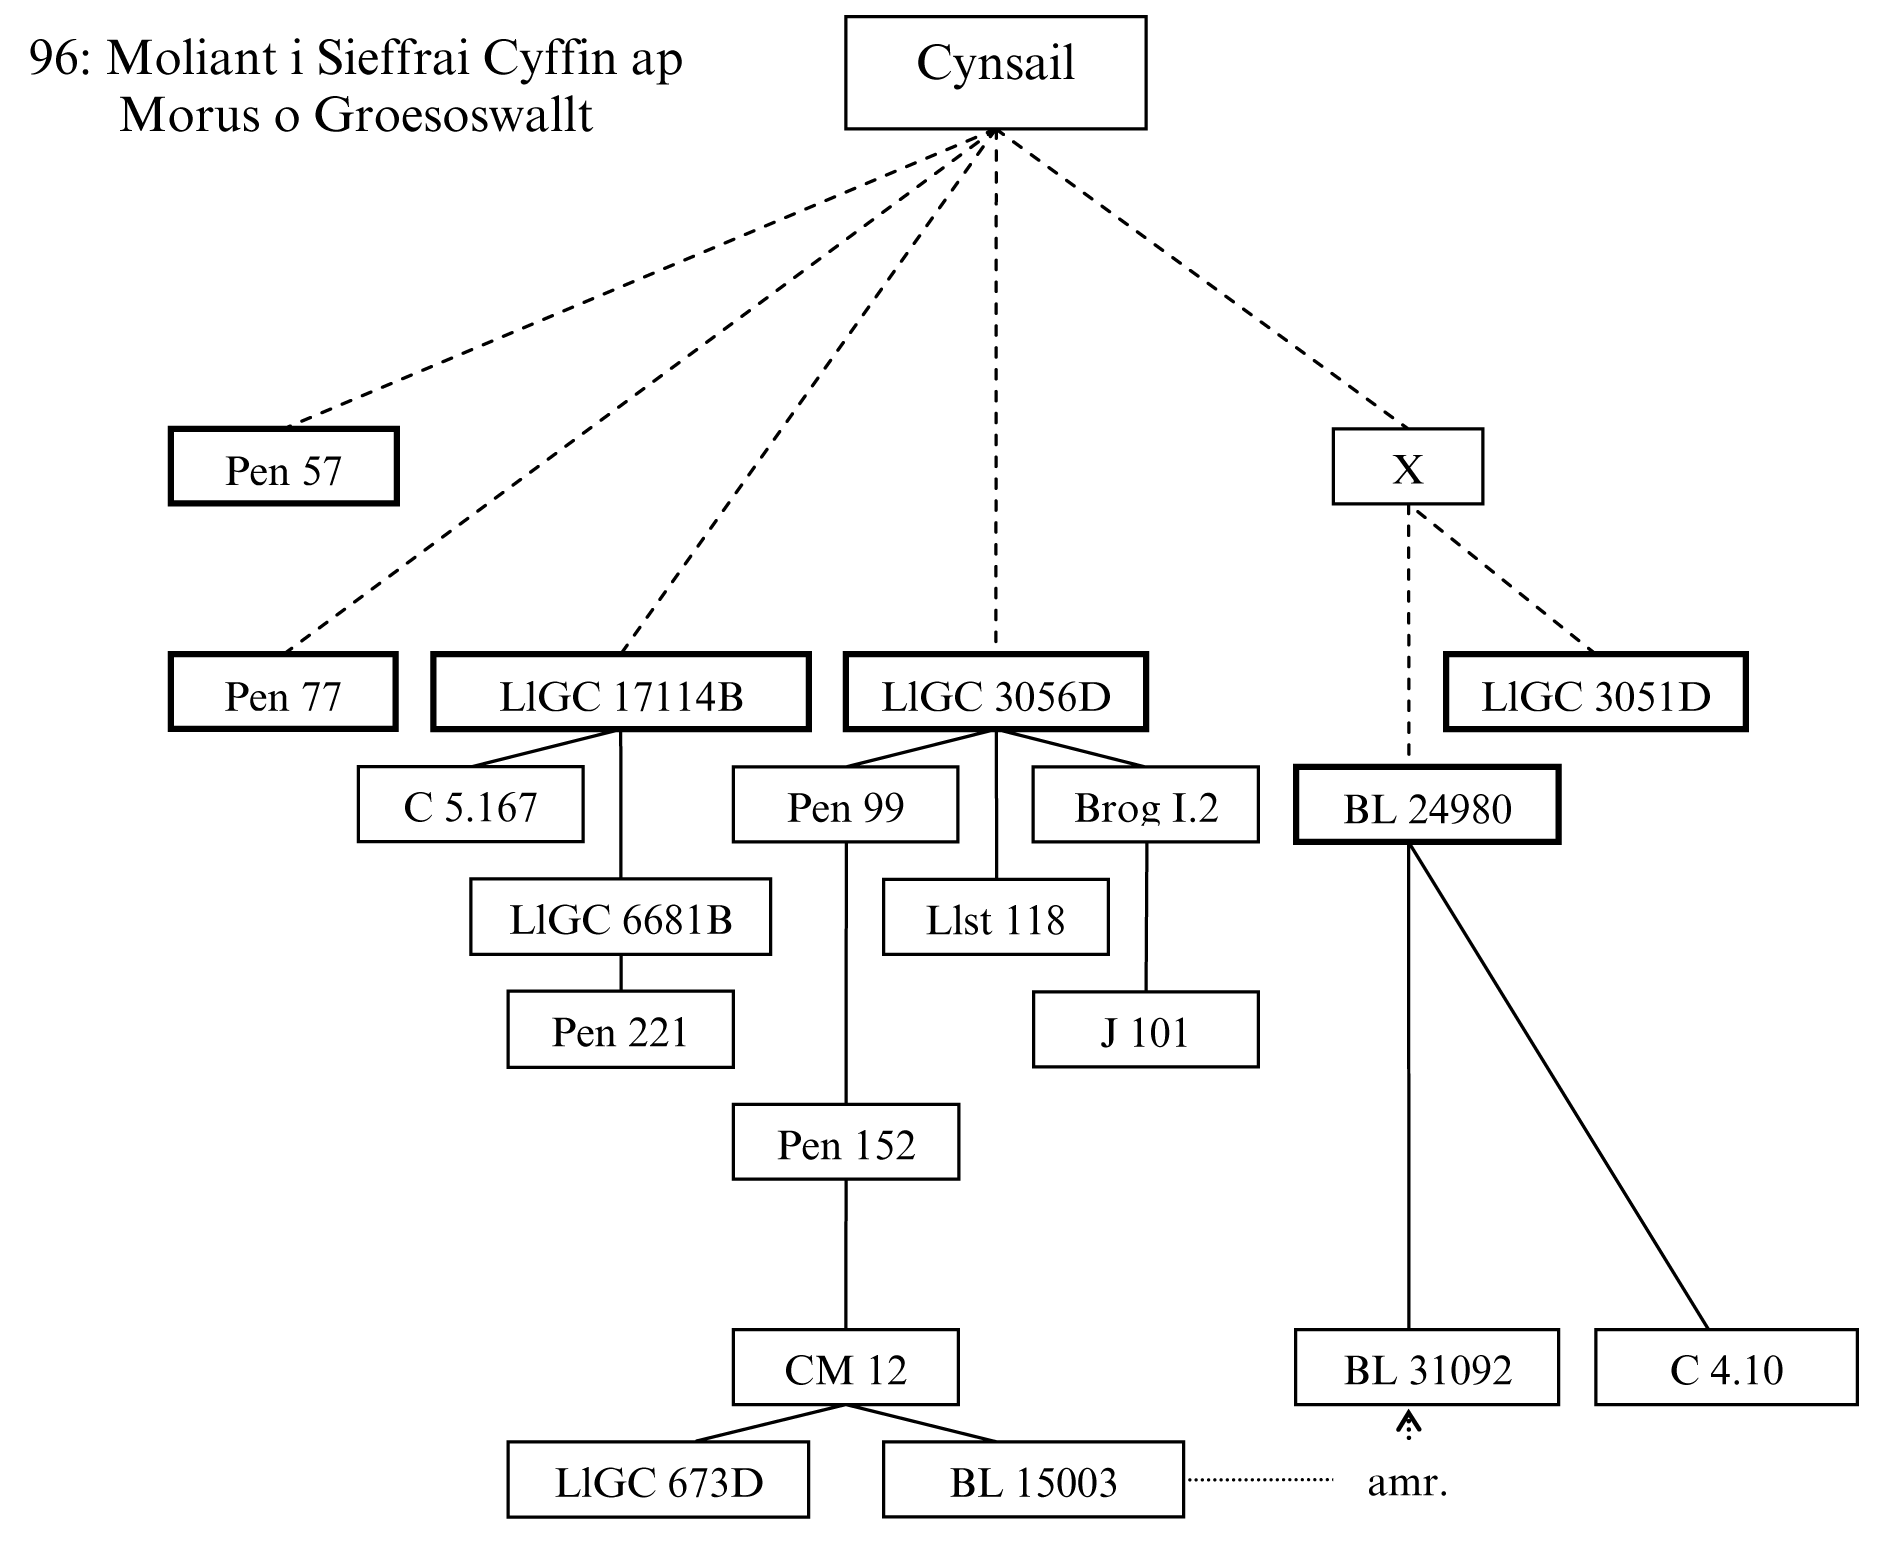 96: Moliant i Sieffrai Cyffin ap
Morus o Groesoswallt
Cynsail
Pen 57
X
Pen 77
LlGC 17114B
LlGC 3056D
LlGC 3051D
C 5.167
Pen 99
Brog I.2
BL 24980
LlGC 6681B
Llst 118
Pen 221
J 101
Pen 152
CM 12
BL 31092
C 4.10
LlGC 673D
BL 15003
amr.